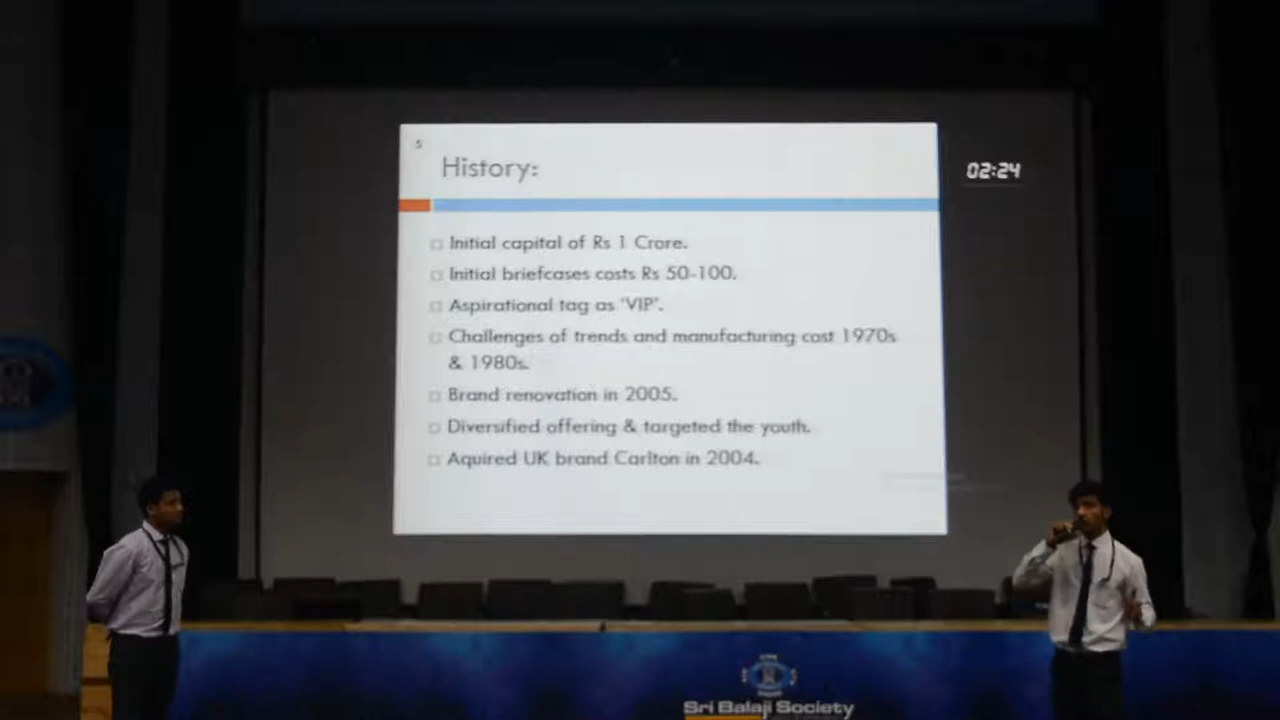 5
History:
02:24
Initial capital of Rs 1 Crore.
Initial briefcases costs Rs 50-100.
Aspirational tag as 'VIP'.
Challenges of trends and manufacturing cost 1970s
& 1980s.
Brand renovation in 2005.
Diversified offering & targeted the youth.
Aquired UK brand Carlton in 2004.
Sri Balaji Society